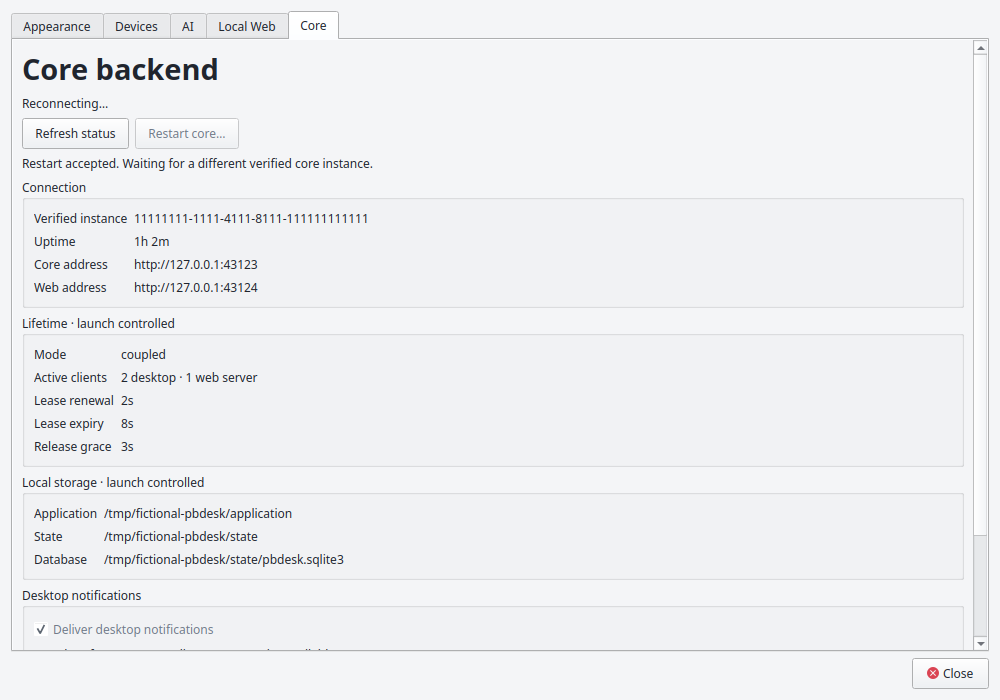 Appearance Devices AI Local Web Core
Core backend
Reconnecting...
Refresh status Restart core...
Restart accepted. Waiting for a different verified core instance.
Connection
Verified instance 11111111-1111-4111-8111-111111111111
Uptime 1h 2m
Core address http://127.0.0.1:43123
Web address http://127.0.0.1:43124
Lifetime · launch controlled
Mode coupled
Active clients 2 desktop · 1 web server
Lease renewal 2s
Lease expiry 8s
Release grace 3s
Local storage · launch controlled
Application /tmp/fictional-pbdesk/application
State /tmp/fictional-pbdesk/state
Database /tmp/fictional-pbdesk/state/pbdesk.sqlite3
Desktop notifications
Deliver desktop notifications
Close